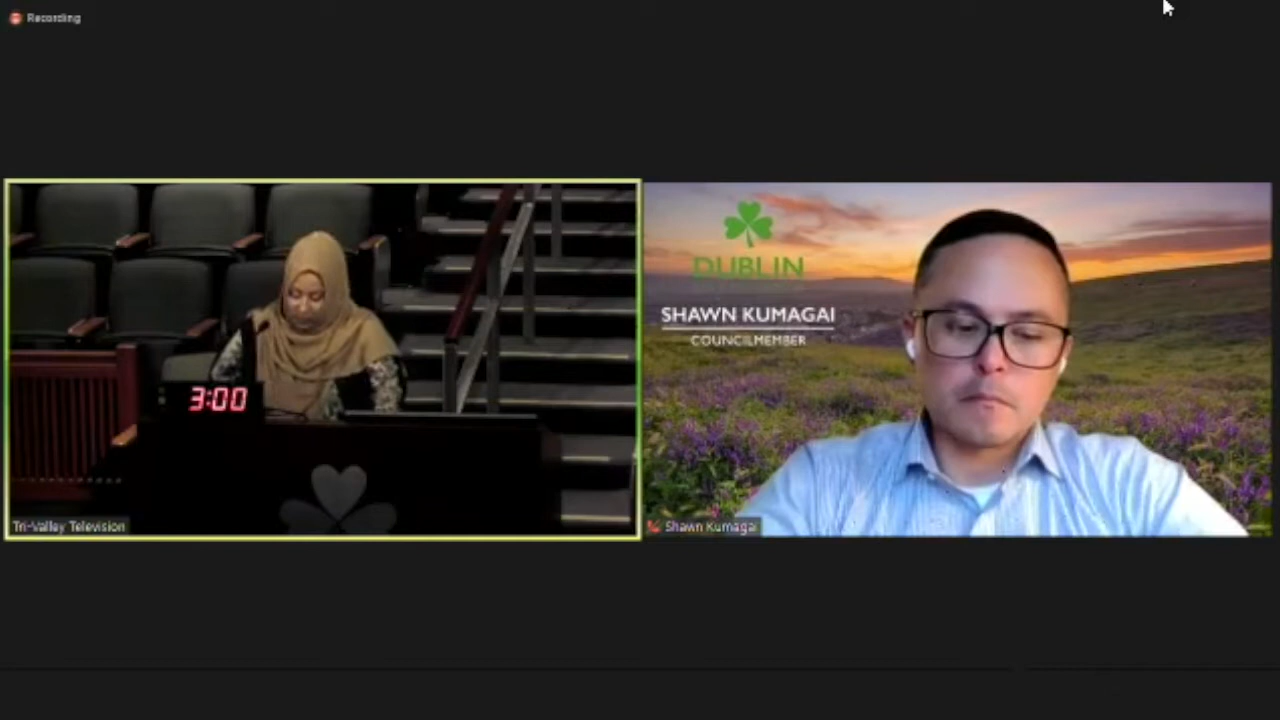 Recording
3:00
Tri-Valley Television
DUBLIN
SHAWN KUMAGAI
COUNCILMEMBER
Shawn Kumagai